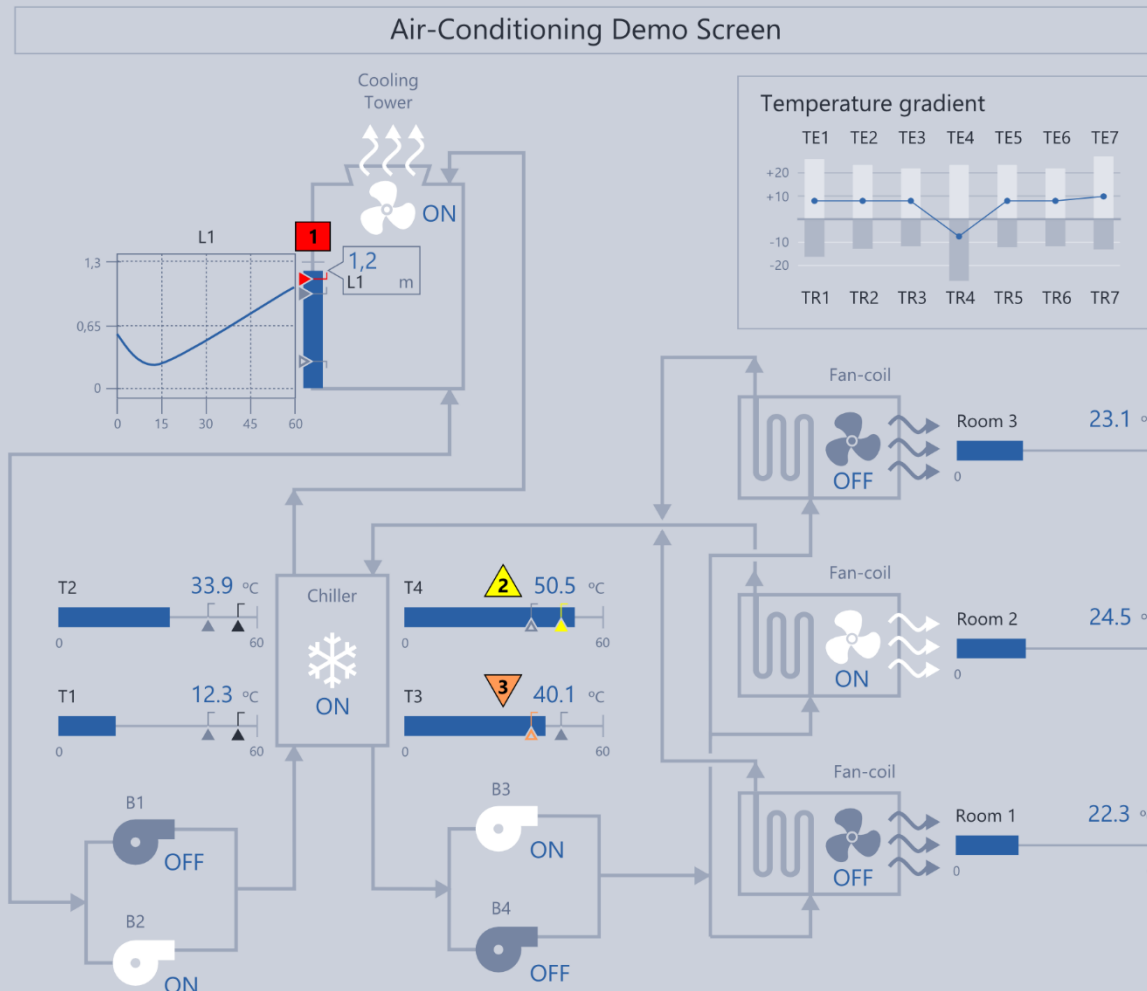 Air-Conditioning Demo Screen
Cooling
Tower
ON
1
L1
1,2
L1 m
1,3
0,65
0
0 15 30 45 60
Temperature gradient
TE1 TE2 TE3 TE4 TE5 TE6 TE7
+20
+10
-10
-20
TR1 TR2 TR3 TR4 TR5 TR6 TR7
Fan-coil
OFF
Room 3 23.1 °
0
T2 33.9 °C
0 60
T1 12.3 °C
0 60
Chiller
ON
T4 2 50.5 °C
0 60
T3 3 40.1 °C
0 60
Fan-coil
ON
Room 2 24.5 °
0
Fan-coil
OFF
Room 1 22.3 °
0
B1
OFF
B2
ON
B3
ON
B4
OFF